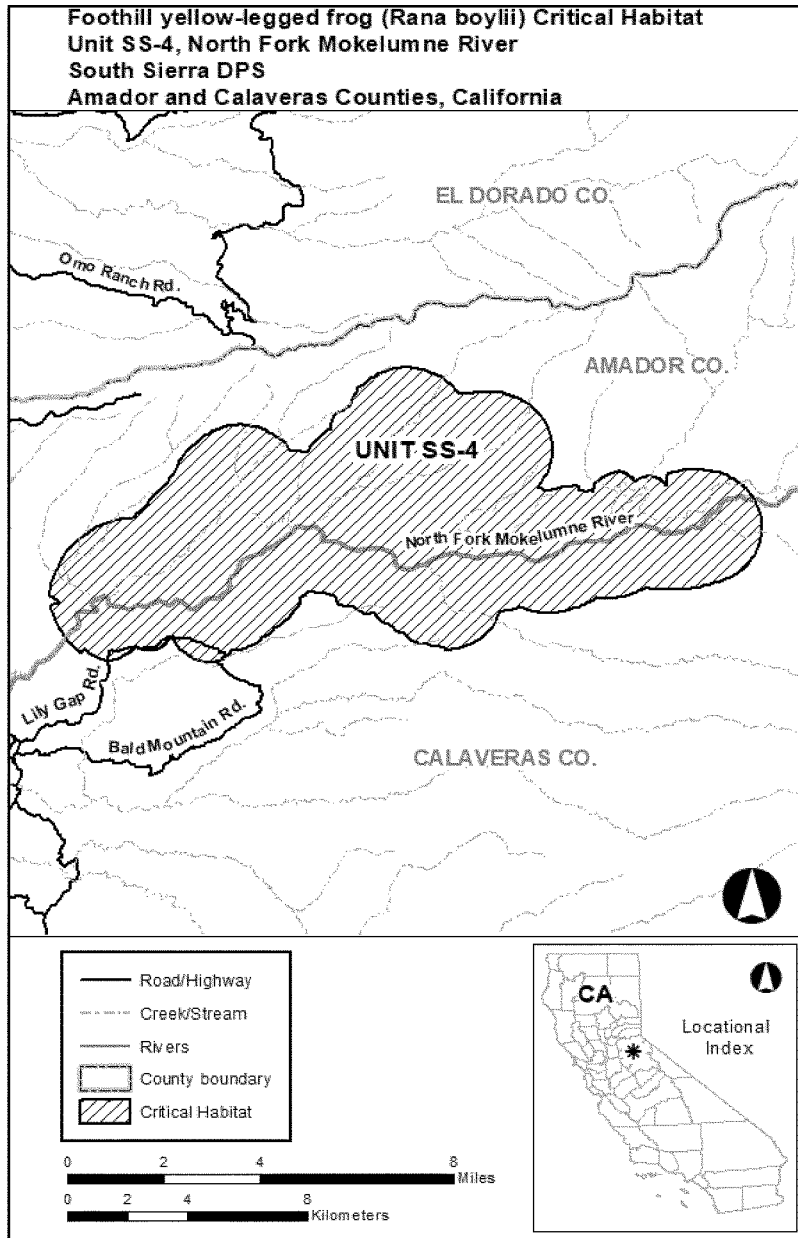 Foothill yellow-legged frog (Rana boylii) Critical Habitat
Unit SS-4, North Fork Mokelumne River
South Sierra DPS
Amador and Calaveras Counties, California
EL DORADO CO.
Omo Ranch Rd.
AMADOR CO.
UNIT SS-4
North Fork Mokelumne River
Lily Gap Rd.
Bald Mountain Rd.
CALAVERAS CO.
Road/Highway
Creek/Stream
Rivers
County boundary
Critical Habitat
0 2 4 8
Miles
0 2 4 8
Kilometers
CA
Locational
Index